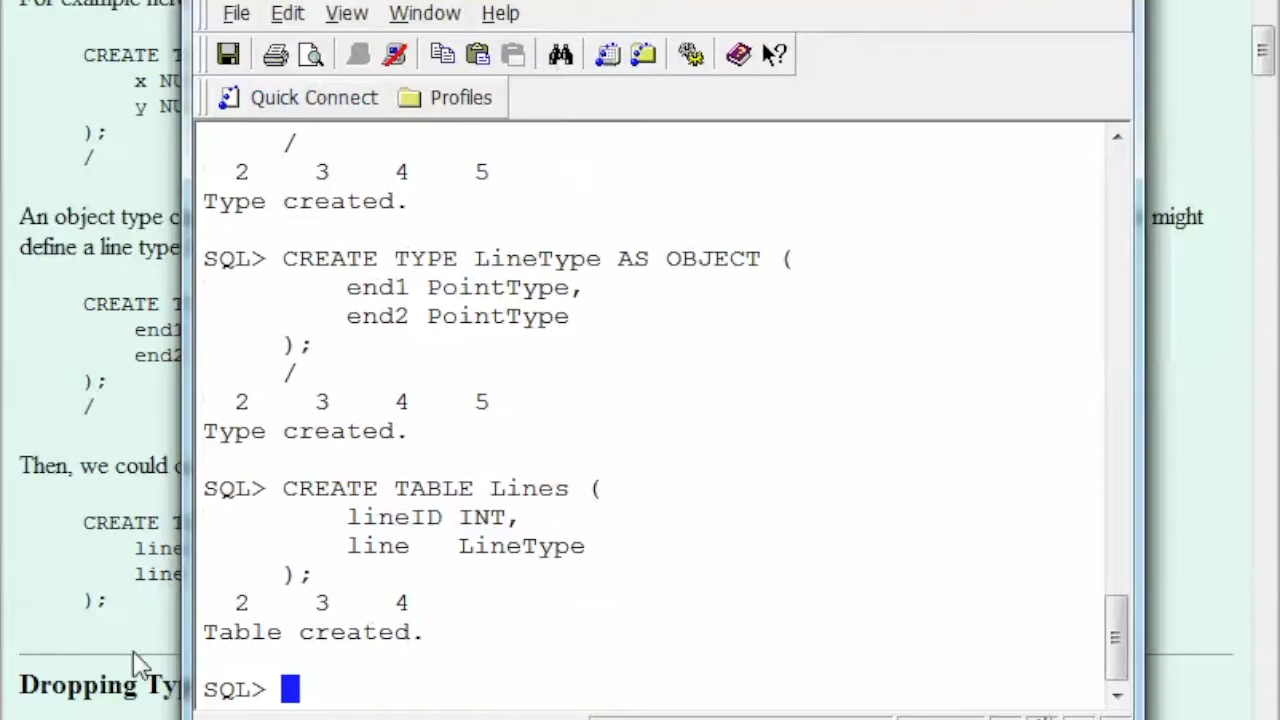 For example here
CREATE T
x NU
y NU
);
/
An object type c
might
define a line type
CREATE T
end1
end2
);
/
Then, we could
CREATE T
line
line
);
Dropping Ty
File Edit View Window Help
Quick Connect Profiles
/
2 3 4 5
Type created.
SQL> CREATE TYPE LineType AS OBJECT (
end1 PointType,
end2 PointType
);
/
2 3 4 5
Type created.
SQL> CREATE TABLE Lines (
lineID INT,
line LineType
);
2 3 4
Table created.
SQL>